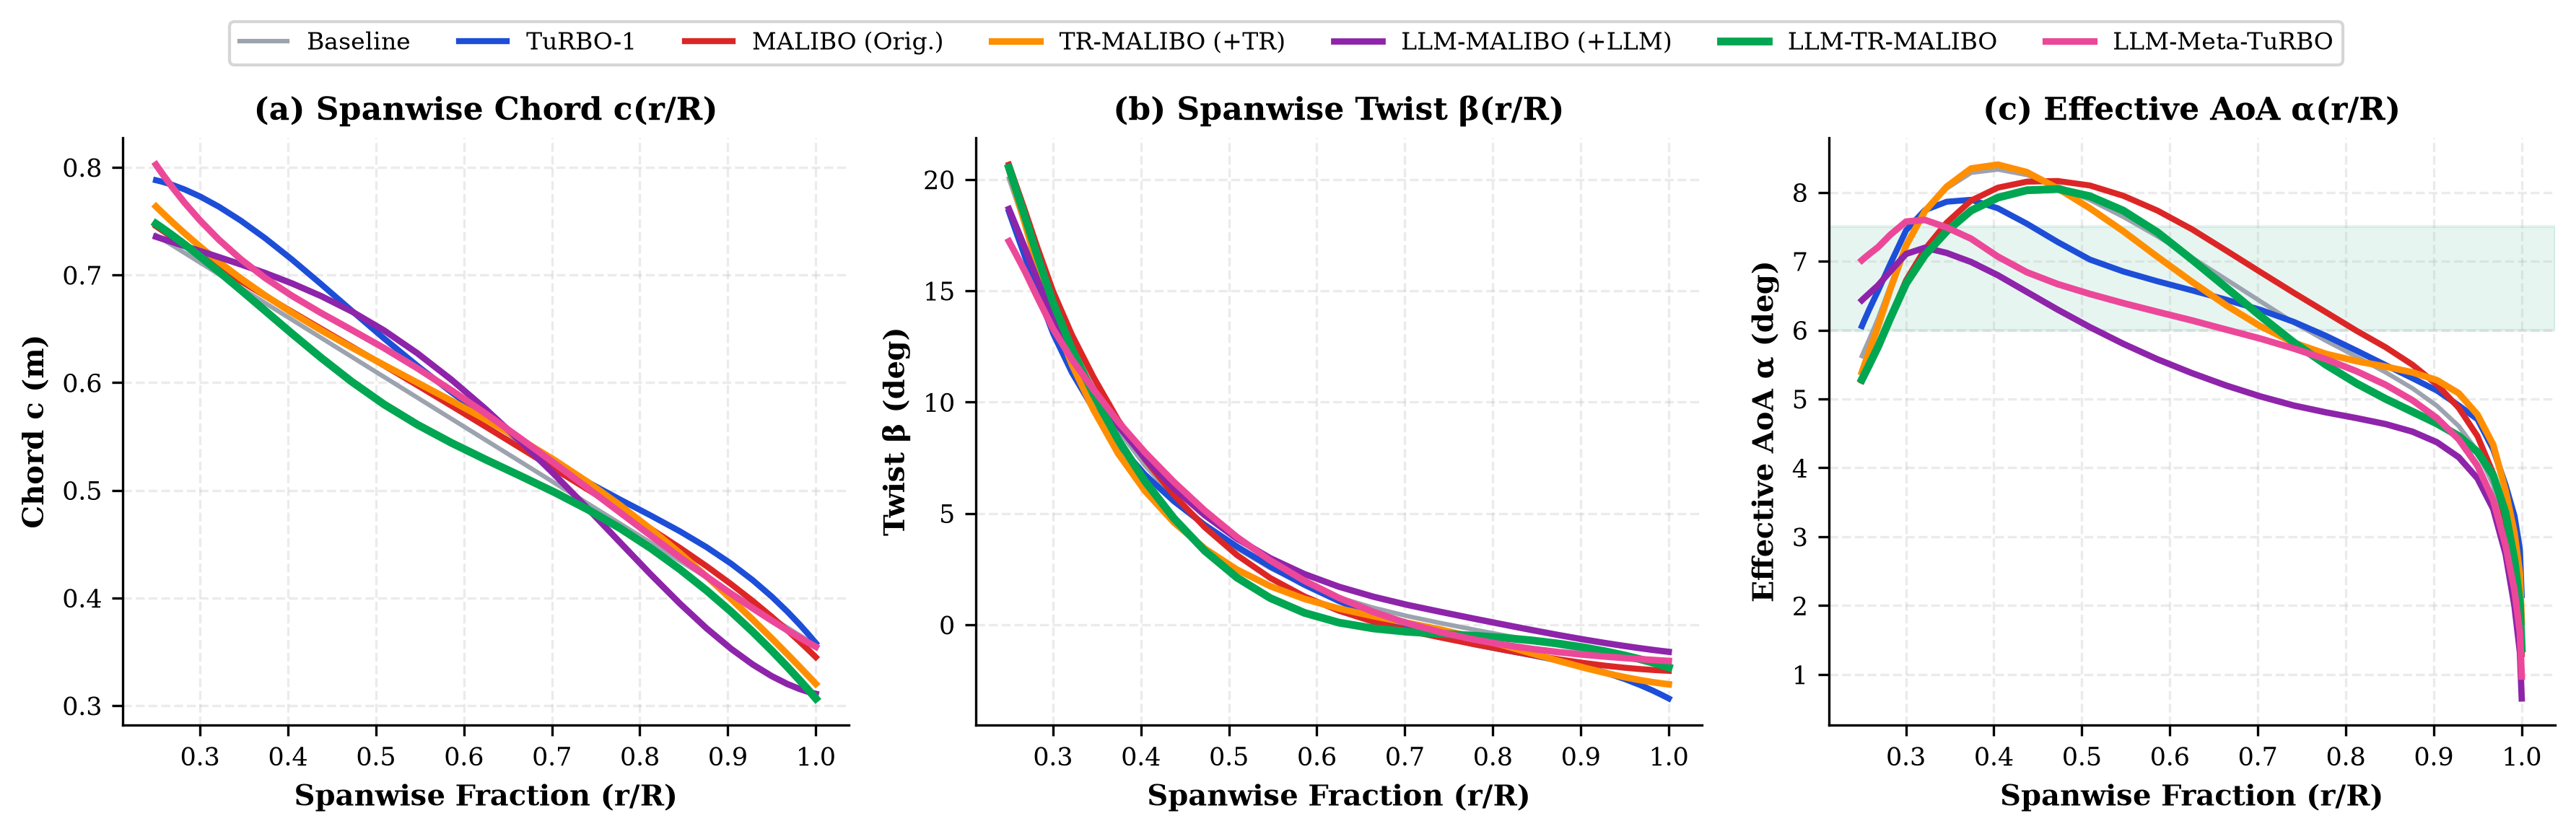 Baseline TuRBO-1 MALIBO (Orig.) TR-MALIBO (+TR) LLM-MALIBO (+LLM) LLM-TR-MALIBO LLM-Meta-TuRBO
(a) Spanwise Chord c(r/R)
Chord c (m)
0.8
0.7
0.6
0.5
0.4
0.3
0.3 0.4 0.5 0.6 0.7 0.8 0.9 1.0
Spanwise Fraction (r/R)
(b) Spanwise Twist β(r/R)
Twist β (deg)
20
15
10
5
0
0.3 0.4 0.5 0.6 0.7 0.8 0.9 1.0
Spanwise Fraction (r/R)
(c) Effective AoA α(r/R)
Effective AoA α (deg)
8
7
6
5
4
3
2
1
0.3 0.4 0.5 0.6 0.7 0.8 0.9 1.0
Spanwise Fraction (r/R)